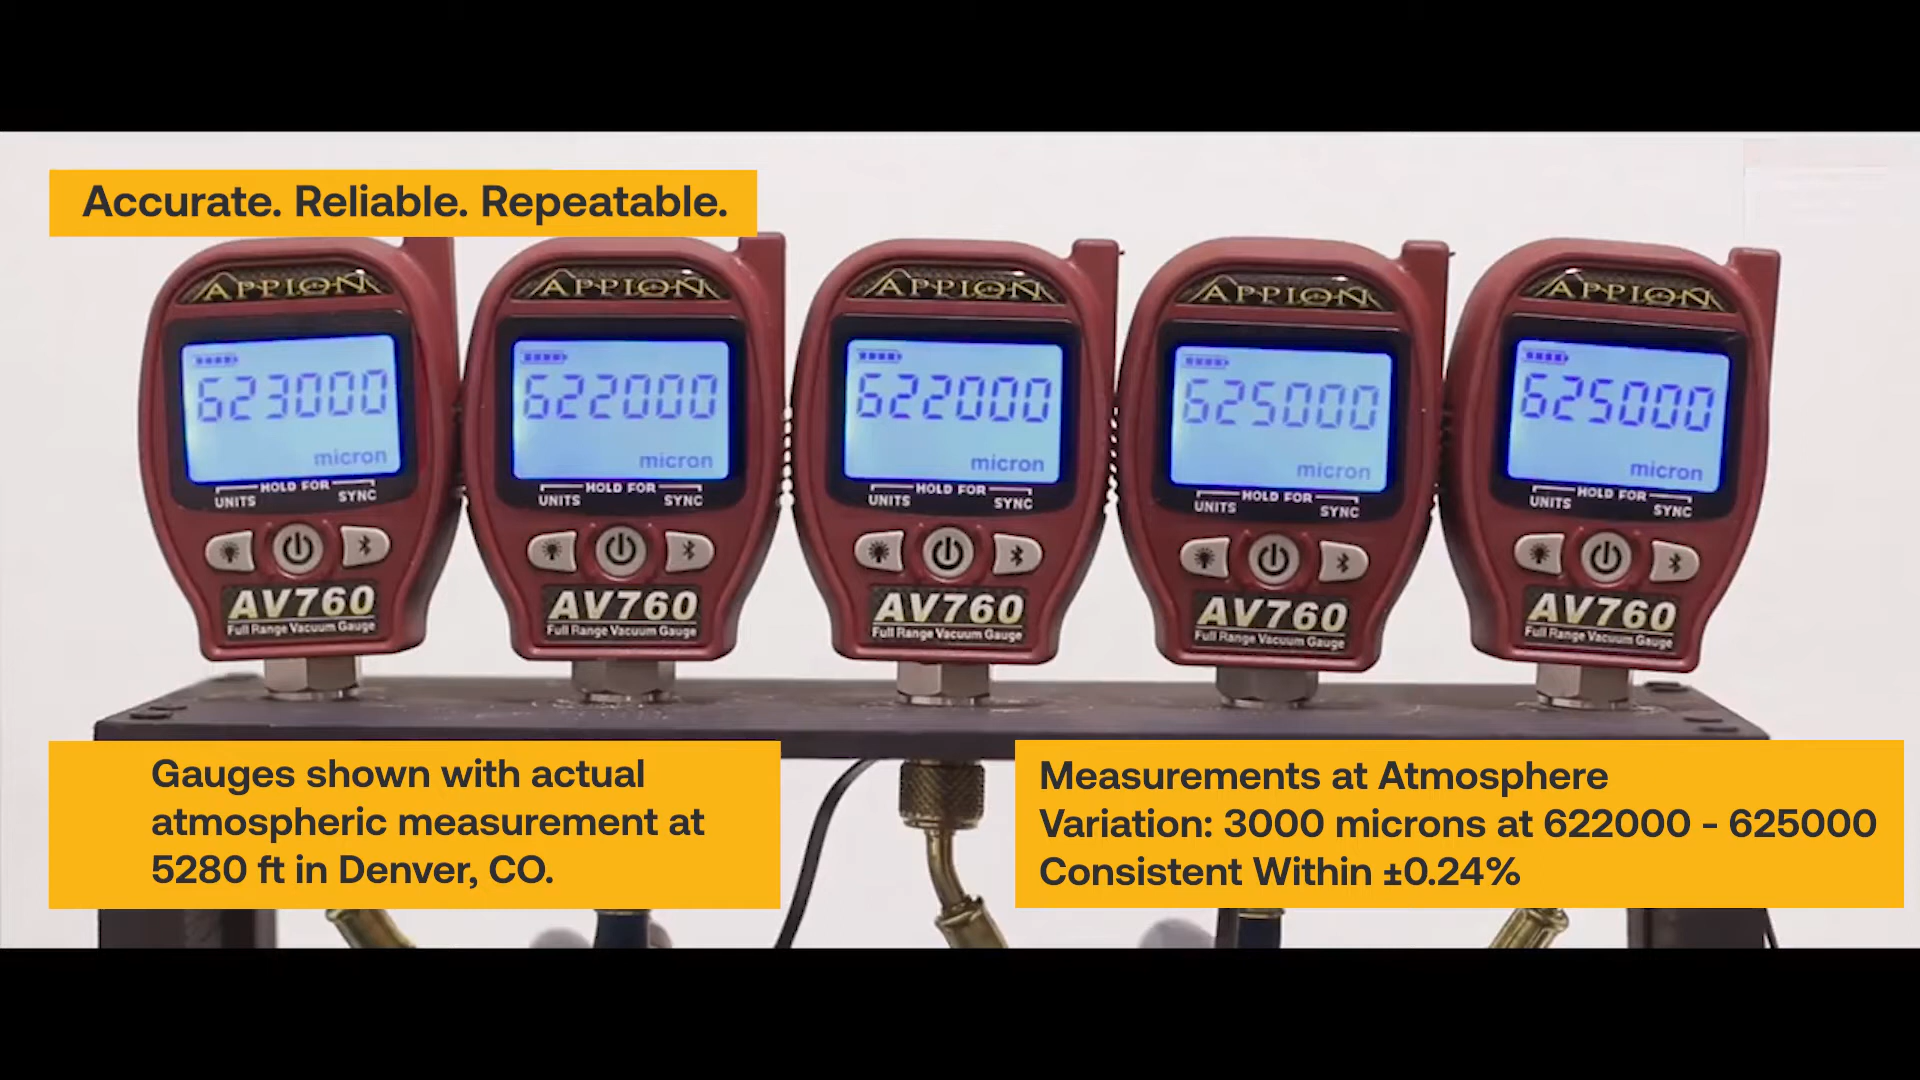 Accurate. Reliable. Repeatable.
APPION APPION APPION APPION APPION
623000 622000 622000 625000 625000
micron micron micron micron micron
HOLD FOR HOLD FOR HOLD FOR HOLD FOR HOLD FOR
UNITS SYNC UNITS SYNC UNITS SYNC UNITS SYNC UNITS SYNC
AV760 AV760 AV760 AV760 AV760
Full Range Vacuum Gauge Full Range Vacuum Gauge Full Range Vacuum Gauge Full Range Vacuum Gauge Full Range Vacuum Gauge
Gauges shown with actual
atmospheric measurement at
5280 ft in Denver, CO.
Measurements at Atmosphere
Variation: 3000 microns at 622000 - 625000
Consistent Within ±0.24%